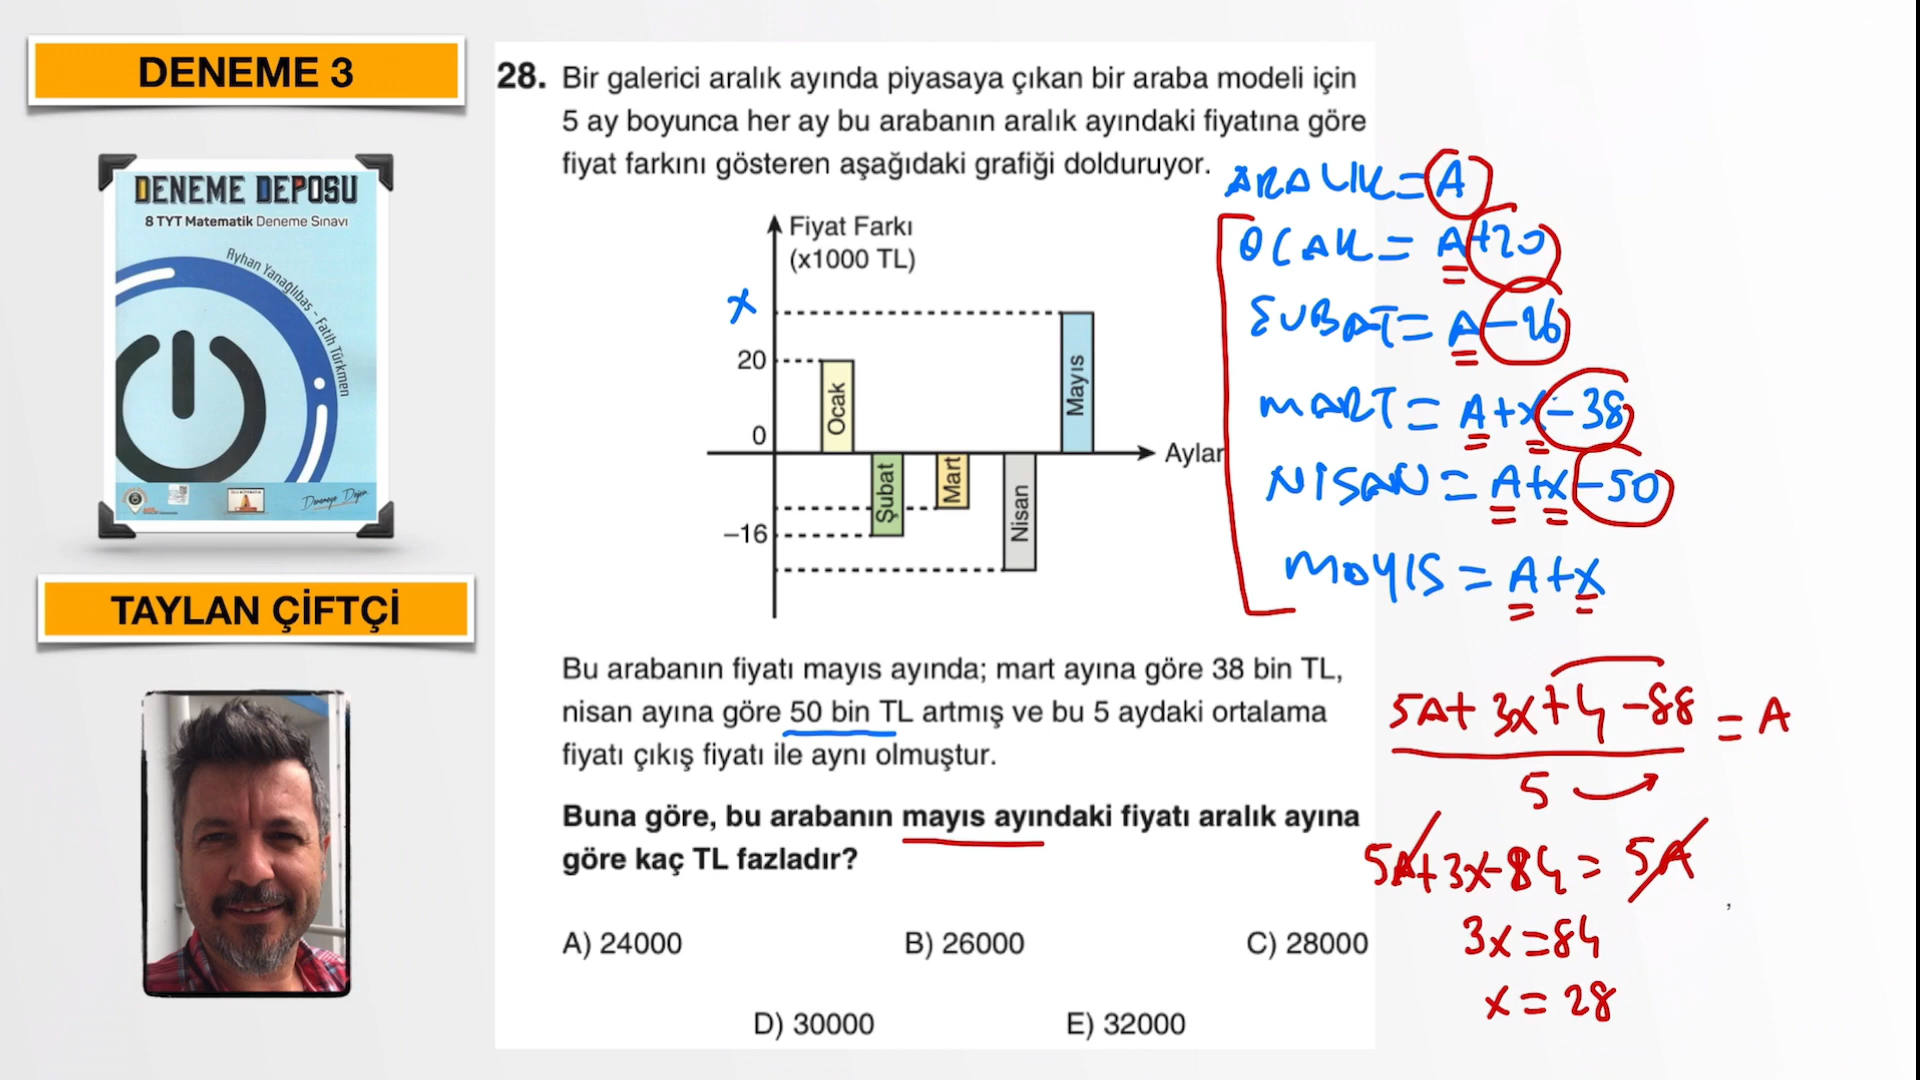 DENEME 3
DENEME DEPOSU
8 TYT Matematik Deneme Sınavı
Ayhan Yanağlıbaş - Fatih Türkmen
TAYLAN ÇİFTÇİ
28. Bir galerici aralık ayında piyasaya çıkan bir araba modeli için
5 ay boyunca her ay bu arabanın aralık ayındaki fiyatına göre
fiyat farkını gösteren aşağıdaki grafiği dolduruyor.
Fiyat Farkı
(x1000 TL)
x
20
0
-16
Ocak
Şubat
Mart
Nisan
Mayıs
Aylar
Bu arabanın fiyatı mayıs ayında; mart ayına göre 38 bin TL,
nisan ayına göre 50 bin TL artmış ve bu 5 aydaki ortalama
fiyatı çıkış fiyatı ile aynı olmuştur.
Buna göre, bu arabanın mayıs ayındaki fiyatı aralık ayına
göre kaç TL fazladır?
A) 24000 B) 26000 C) 28000
D) 30000 E) 32000
ARALIK = A
OCAK = A+20
ŞUBAT = A-16
MART = A+x-38
NİSAN = A+x-50
MAYIS = A+x
5A+3x+4-88 = A
5
5A+3x-84 = 5A
3x=84
x=28